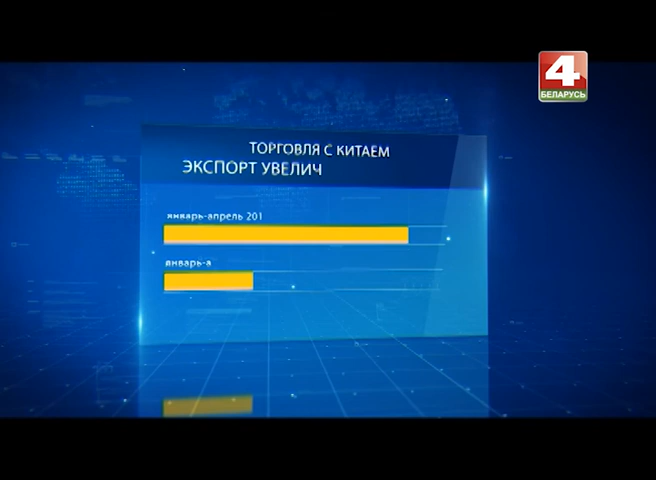 4
БЕЛАРУСЬ
ТОРГОВЛЯ С КИТАЕМ
ЭКСПОРТ УВЕЛИЧ
январь-апрель 201
январь-а